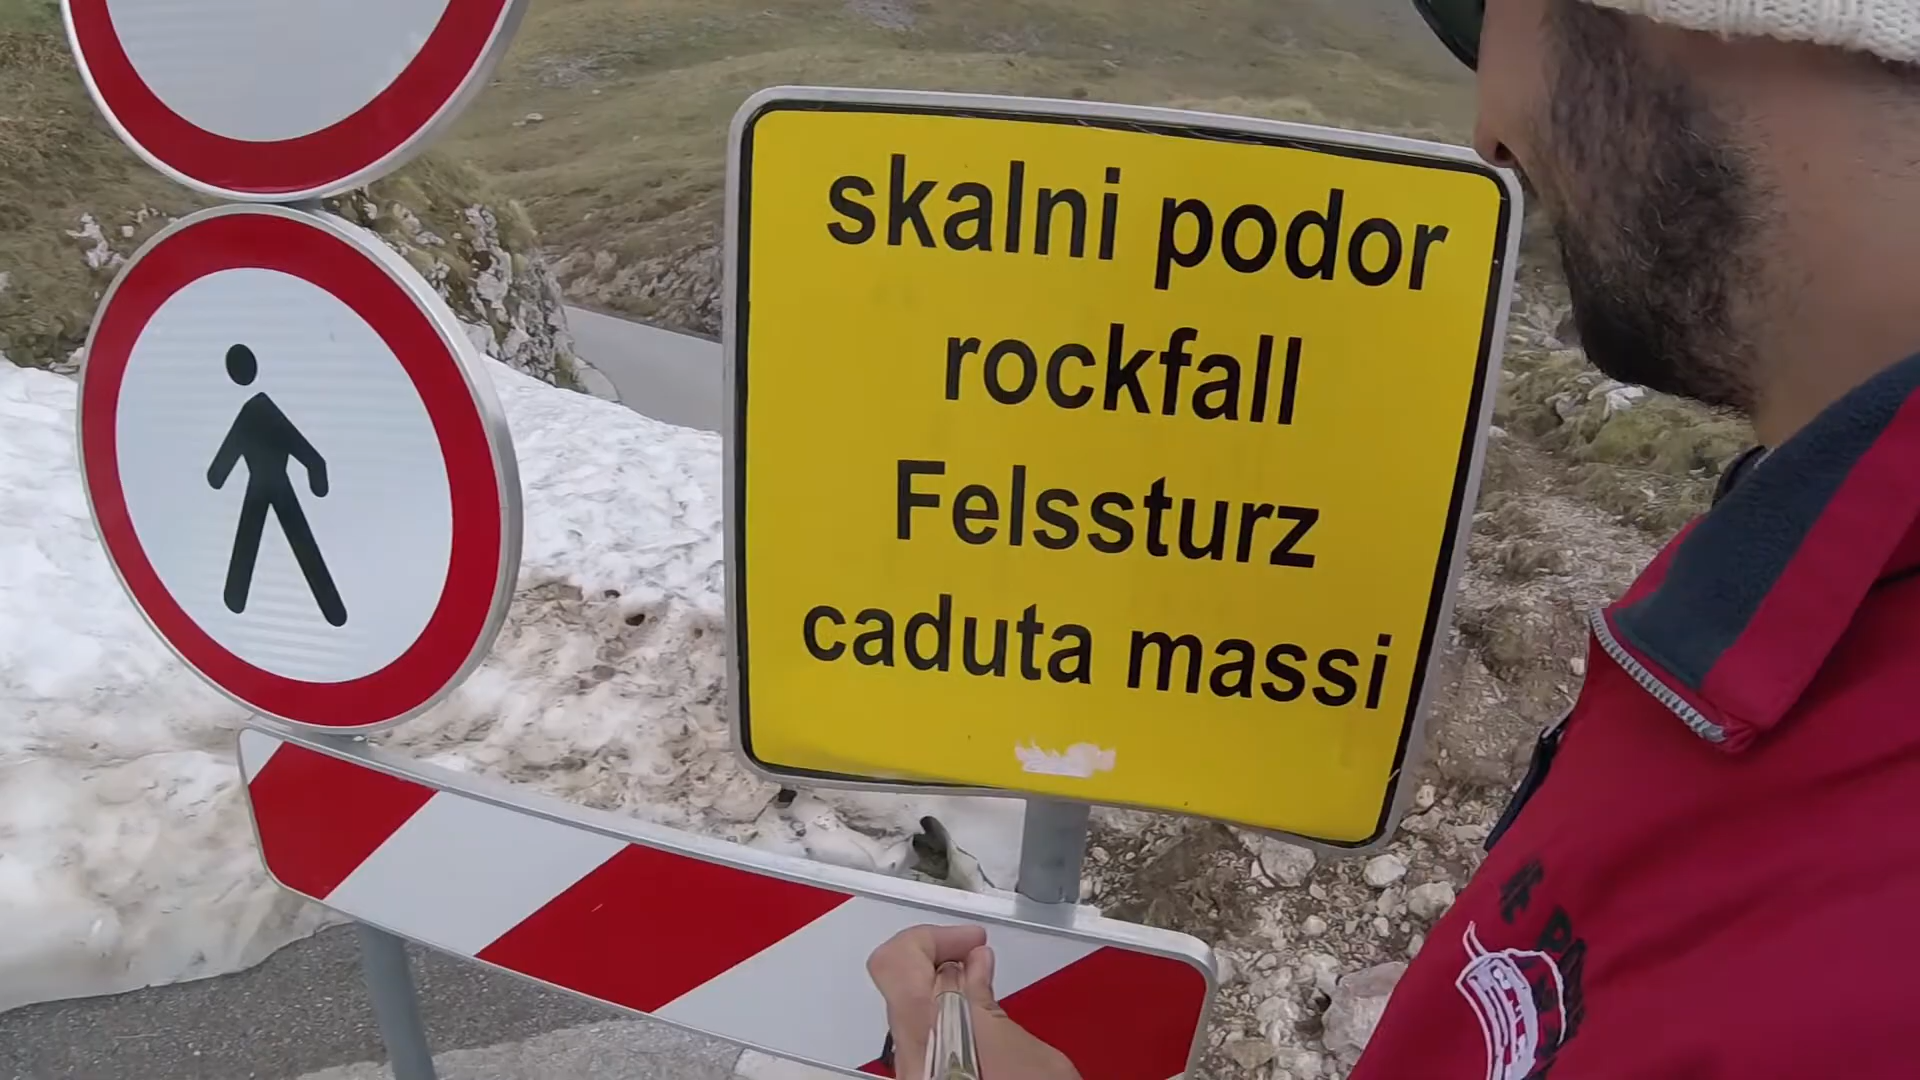 skalni podor
rockfall
Felssturz
caduta massi